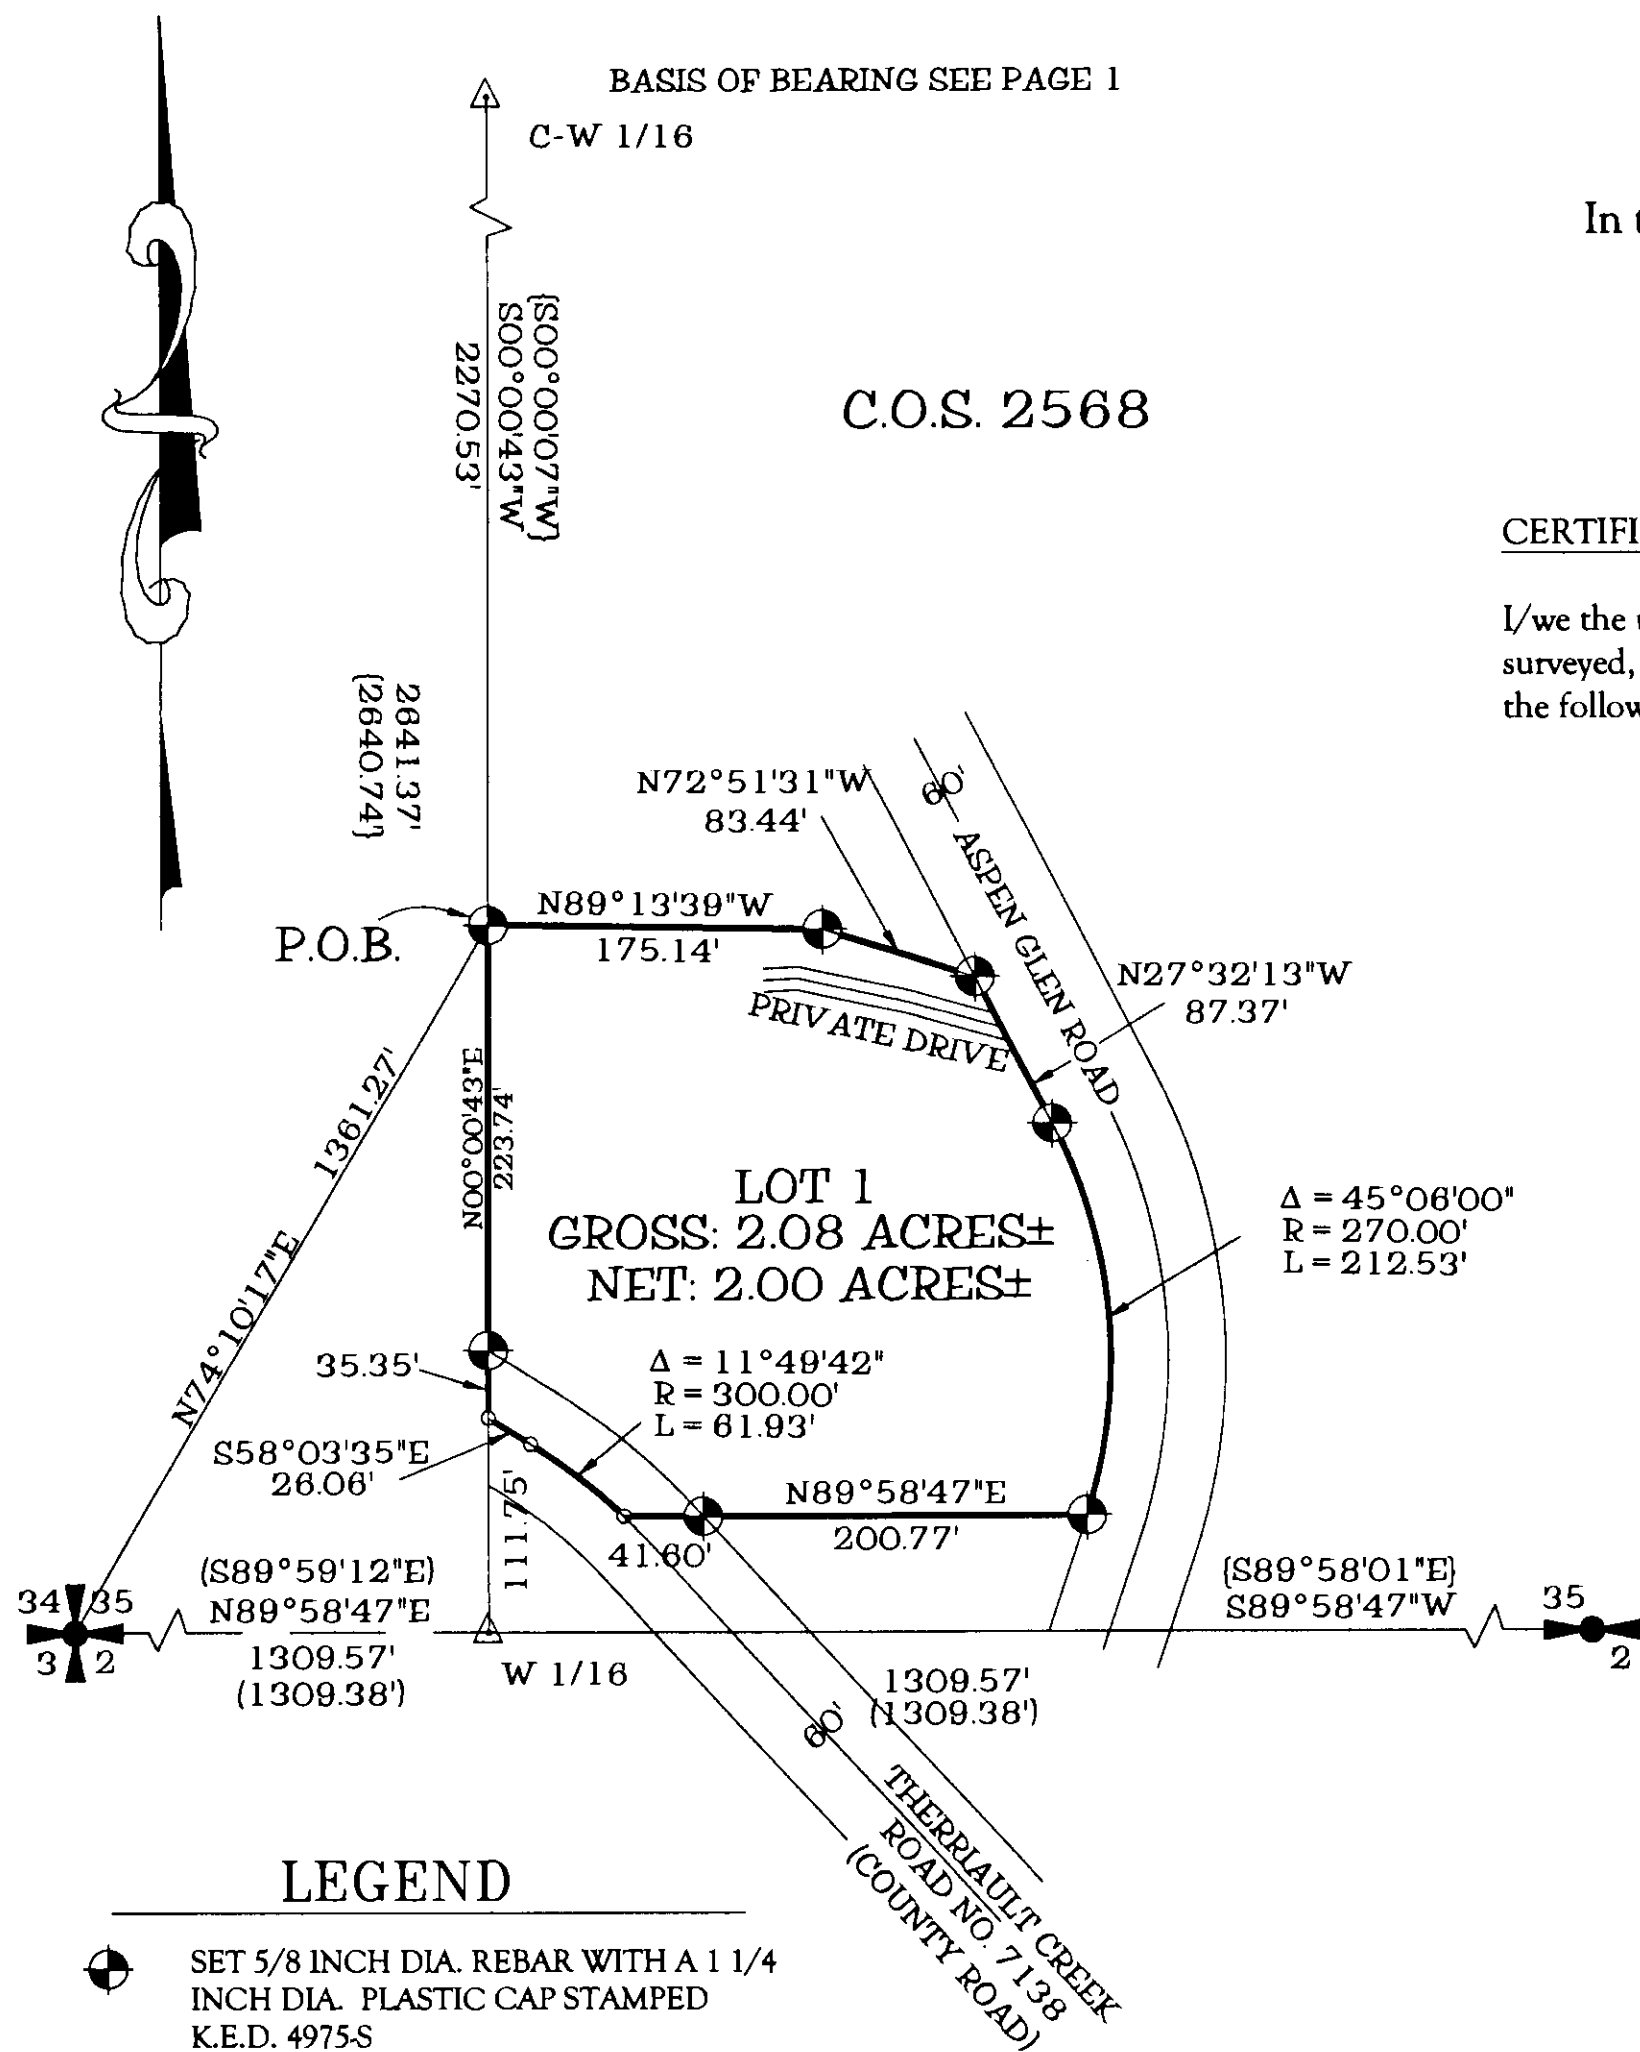 BASIS OF BEARING SEE PAGE 1
C-W 1/16
In
{S00°00'07"W}
S00°00'43"W
2270.53'
C.O.S. 2568
CERTIFI
I/we the
surveyed,
the follow
2641.37'
{2640.74'}
N72°51'31"W
83.44'
60'
ASPEN GLEN ROAD
N89°13'39"W
175.14'
P.O.B.
PRIVATE DRIVE
N27°32'13"W
87.37'
N00°00'43"E
223.74'
1361.27'
N74°10'17"E
LOT 1
GROSS: 2.08 ACRES±
NET: 2.00 ACRES±
Δ = 45°06'00"
R = 270.00'
L = 212.53'
35.35'
Δ = 11°49'42"
R = 300.00'
L = 61.93'
S58°03'35"E
26.06'
111.75'
N89°58'47"E
200.77'
41.60'
(S89°59'12"E)
N89°58'47"E
1309.57'
(1309.38')
34 35
3 2
W 1/16
(S89°58'01"E)
S89°58'47"W
1309.57'
(1309.38')
35
2
60'
THERRIAULT CREEK
ROAD NO. 7138
(COUNTY ROAD)
LEGEND
SET 5/8 INCH DIA. REBAR WITH A 1 1/4
INCH DIA. PLASTIC CAP STAMPED
K.E.D. 4975-S